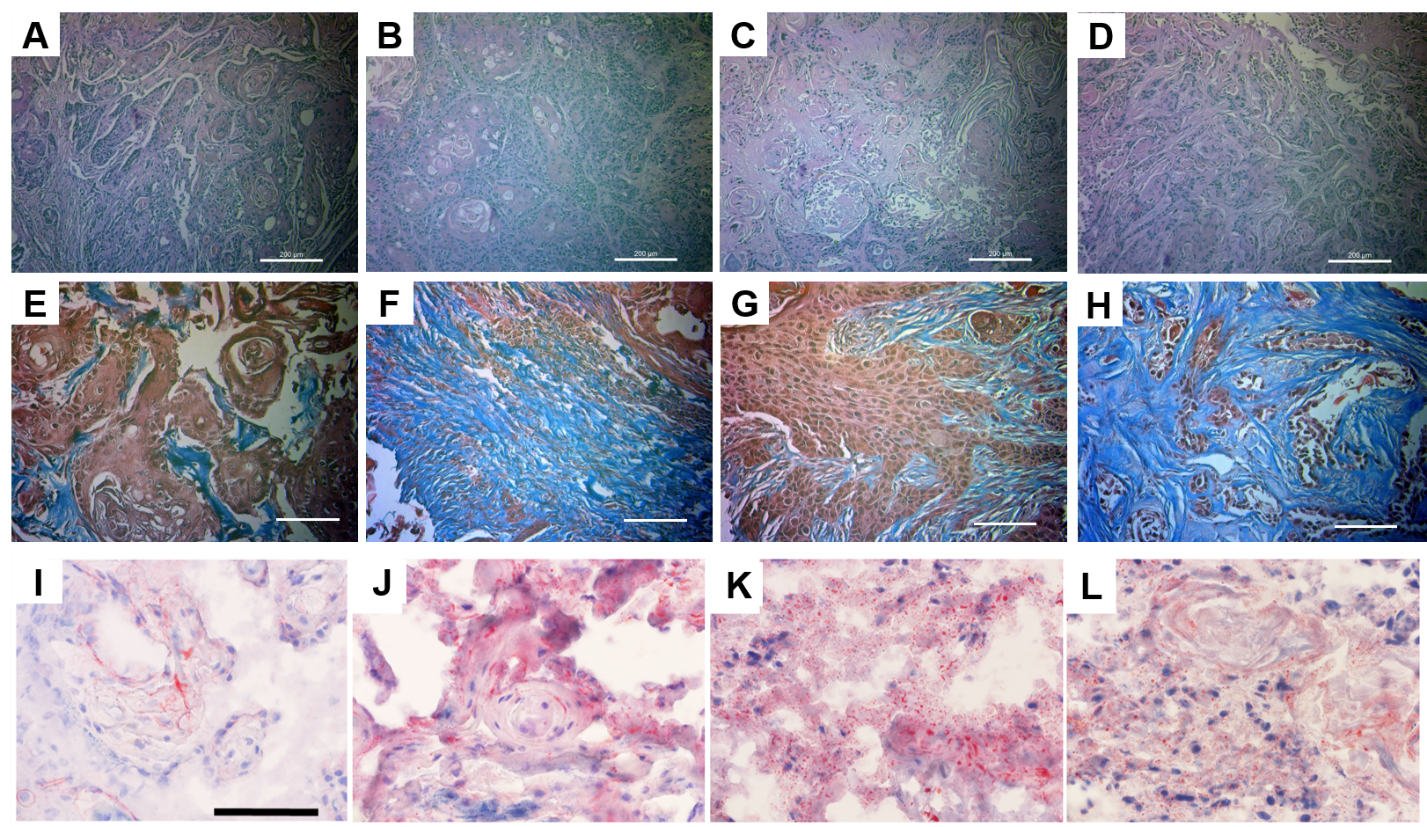 A B C D
200 µm 200 µm 200 µm 200 µm
E F G H
I J K L